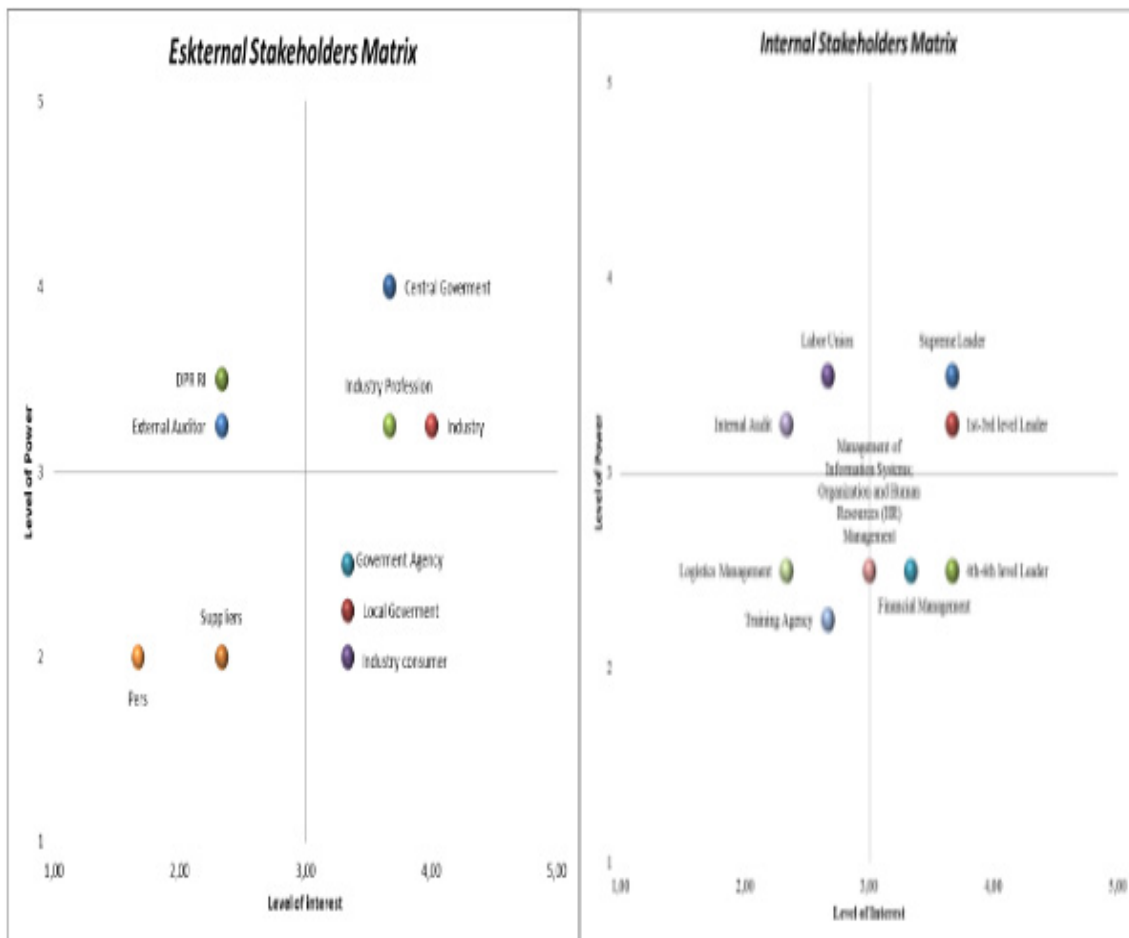 Eskternal Stakeholders Matrix
5
4
3
2
1
Level of Power
Central Goverment
DPR RI
External Auditor
Industry Profession
Industry
Goverment Agency
Local Goverment
Industry consumer
Suppliers
Pers
1,00
2,00
3,00
4,00
5,00
Level of interest
Internal Stakeholders Matrix
5
4
3
2
1
Level of Power
Labor Union
Supreme Leader
Internal Audit
1st-3rd level Leader
Management of
Information Systems;
Organization and Human
Resources (HR)
Management
Logistics Management
4th-6th level Leader
Financial Management
Training Agency
1,00
2,00
3,00
4,00
5,00
Level of Interest